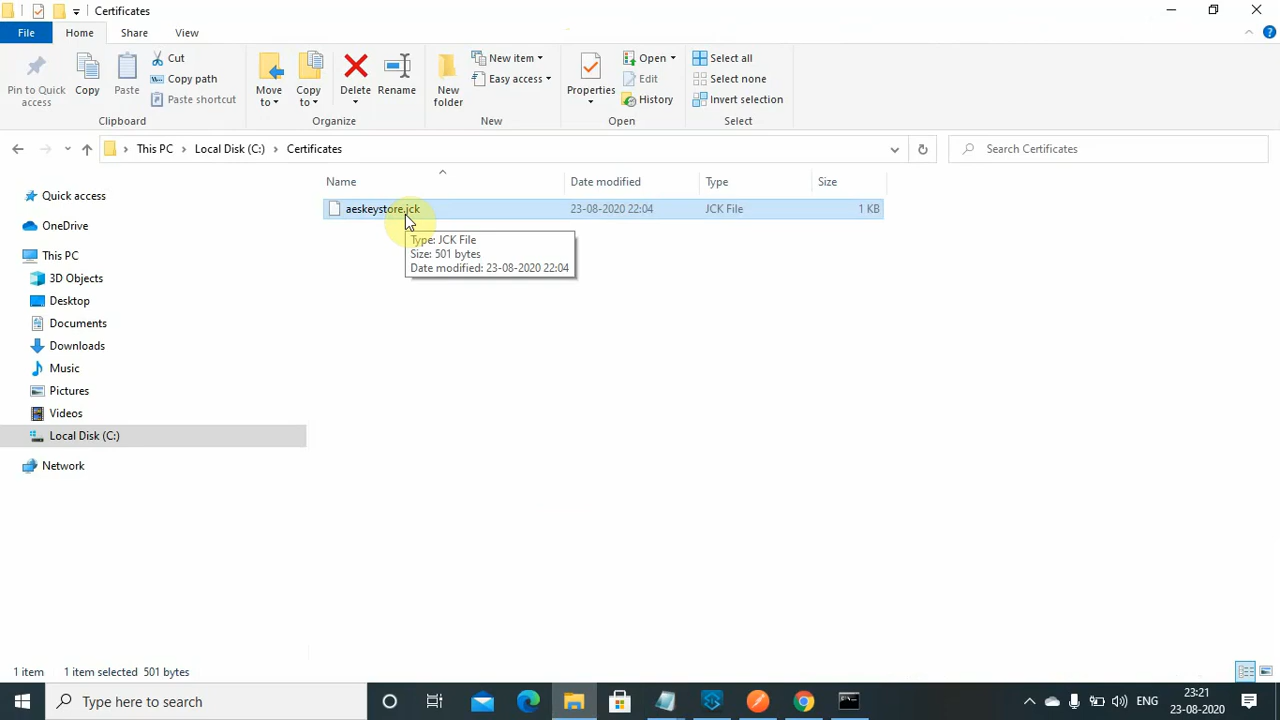 Certificates
File
Home
Share
View
Pin to Quick access
Copy
Paste
Cut
Copy path
Paste shortcut
Clipboard
Move to
Copy to
Delete
Rename
Organize
New folder
New item
Easy access
New
Properties
Open
Edit
History
Open
Select all
Select none
Invert selection
Select
This PC > Local Disk (C:) > Certificates
Search Certificates
Name
Date modified
Type
Size
aeskeystore.jck
23-08-2020 22:04
JCK File
1 KB
Type: JCK File
Size: 501 bytes
Date modified: 23-08-2020 22:04
Quick access
OneDrive
This PC
3D Objects
Desktop
Documents
Downloads
Music
Pictures
Videos
Local Disk (C:)
Network
1 item
1 item selected 501 bytes
Type here to search
ENG
23:21
23-08-2020